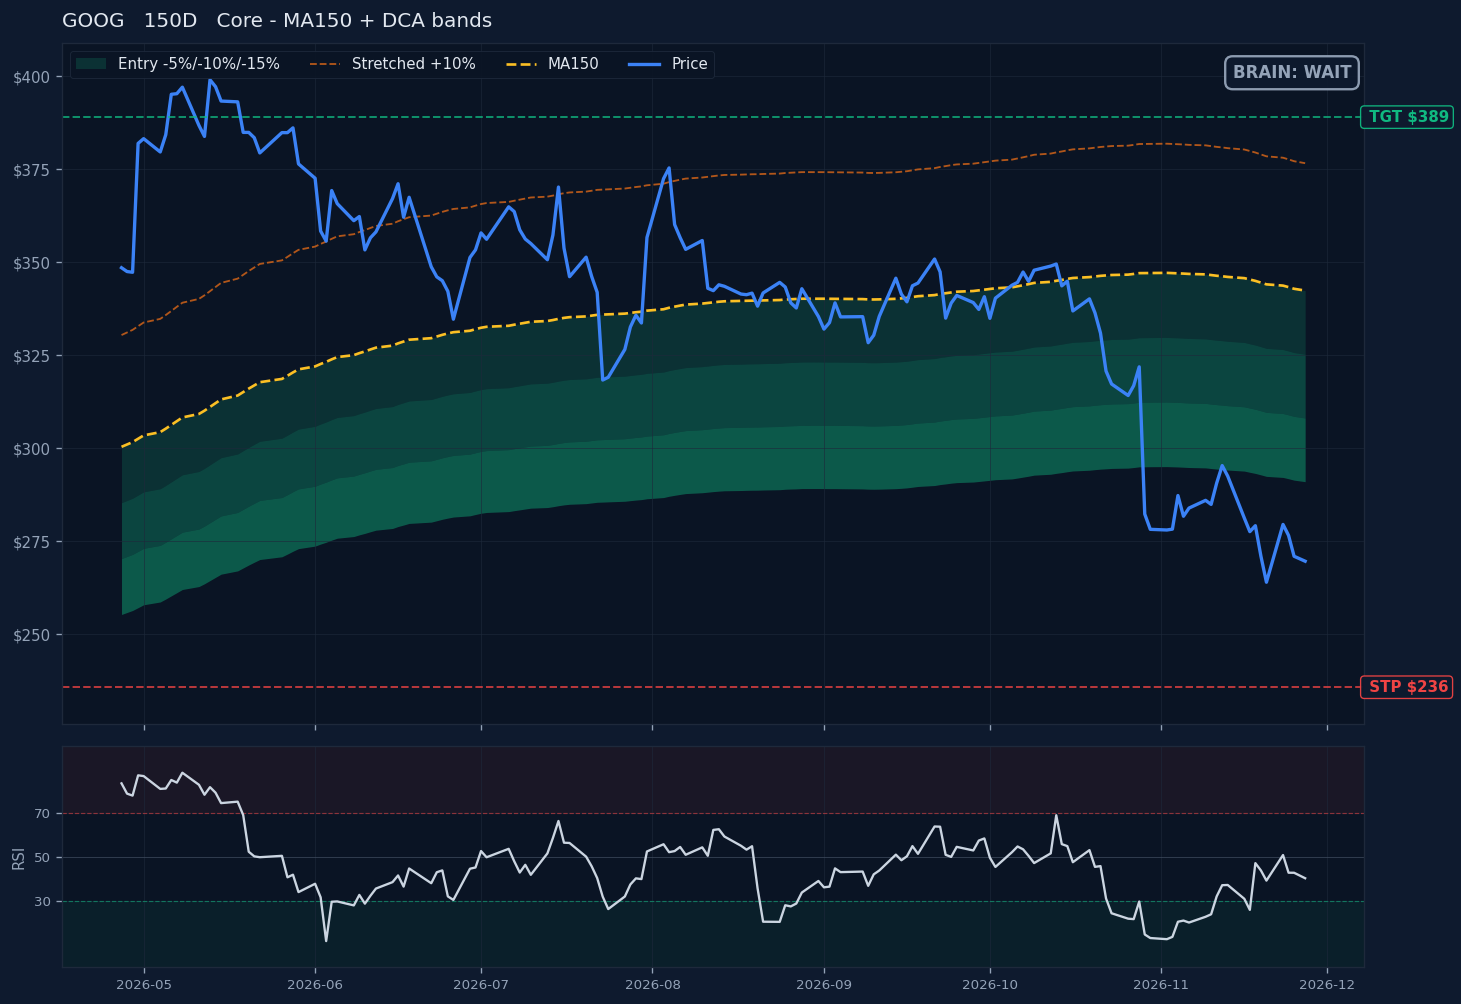 GOOG   150D   Core - MA150 + DCA bands
Entry -5%/-10%/-15%   Stretched +10%   MA150   Price
BRAIN: WAIT
$400
TGT $389
$375
$350
$325
$300
$275
$250
STP $236
70
50
30
RSI
2026-05   2026-06   2026-07   2026-08   2026-09   2026-10   2026-11   2026-12